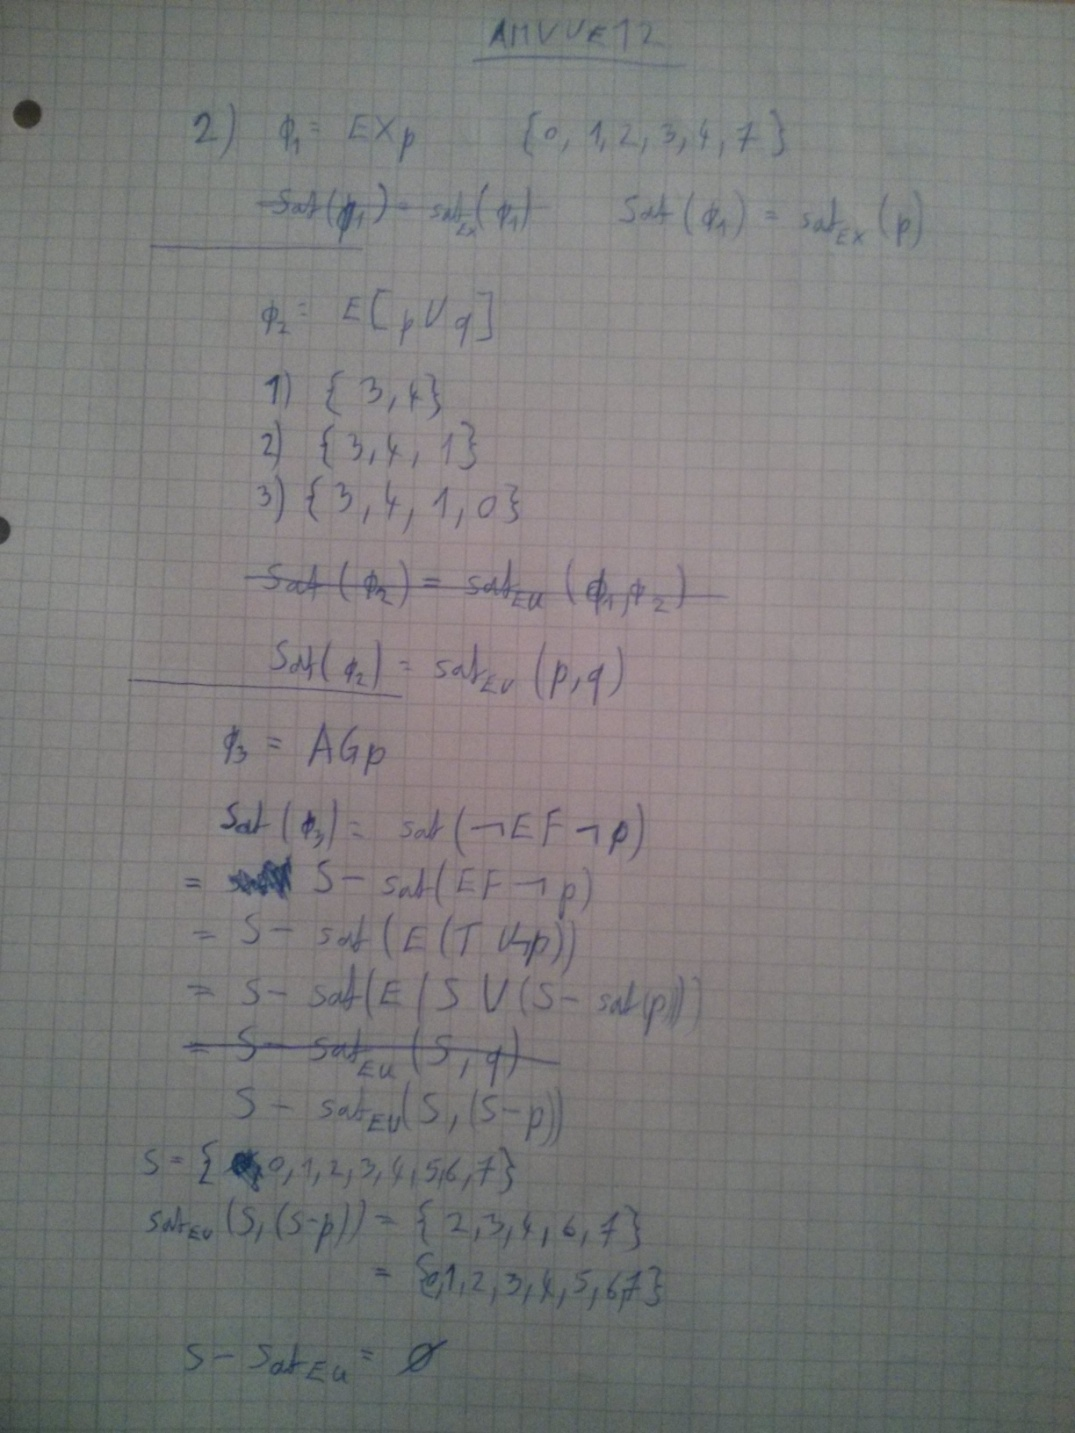 AMVUE12
2) ϕ₁ = EXp {0, 1, 2, 3, 4, 7}
Sat(ϕ₁) = sat_EX(ϕ₁) Sat(ϕ₁) = sat_EX(p)
ϕ₂ = E[p U q]
1) {3,4}
2) {3,4, 1}
3) {3, 4, 1, 0}
Sat(ϕ₂) = sat_EU(ϕ₁,ϕ₂)
Sat(ϕ₂) = sat_EU(p,q)
ϕ₃ = AGp
Sat(ϕ₃) = sat(¬EF¬p)
= S - sat(EF¬p)
= S - sat(E(T U¬p))
= S - sat(E(S U (S - sat(p)))
= S - sat_EU(S, q)
S - sat_EU(S, (S-p))
S = {0,1,2,3,4,5,6,7}
sat_EU(S, (S-p)) = {2,3,4,6,7}
= {0,1,2,3,4,5,6,7}
S - Sat_EU = ∅